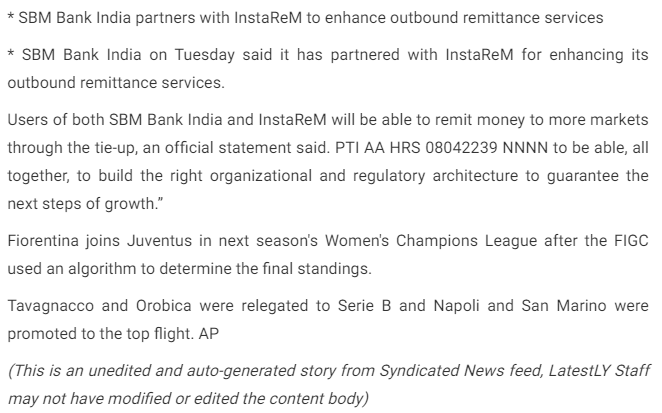 * SBM Bank India partners with InstaReM to enhance outbound remittance services
* SBM Bank India on Tuesday said it has partnered with InstaReM for enhancing its
outbound remittance services.
Users of both SBM Bank India and InstaReM will be able to remit money to more markets
through the tie-up, an official statement said. PTI AA HRS 08042239 NNNN to be able, all
together, to build the right organizational and regulatory architecture to guarantee the
next steps of growth.”
Fiorentina joins Juventus in next season's Women's Champions League after the FIGC
used an algorithm to determine the final standings.
Tavagnacco and Orobica were relegated to Serie B and Napoli and San Marino were
promoted to the top flight. AP
(This is an unedited and auto-generated story from Syndicated News feed, LatestLY Staff
may not have modified or edited the content body)